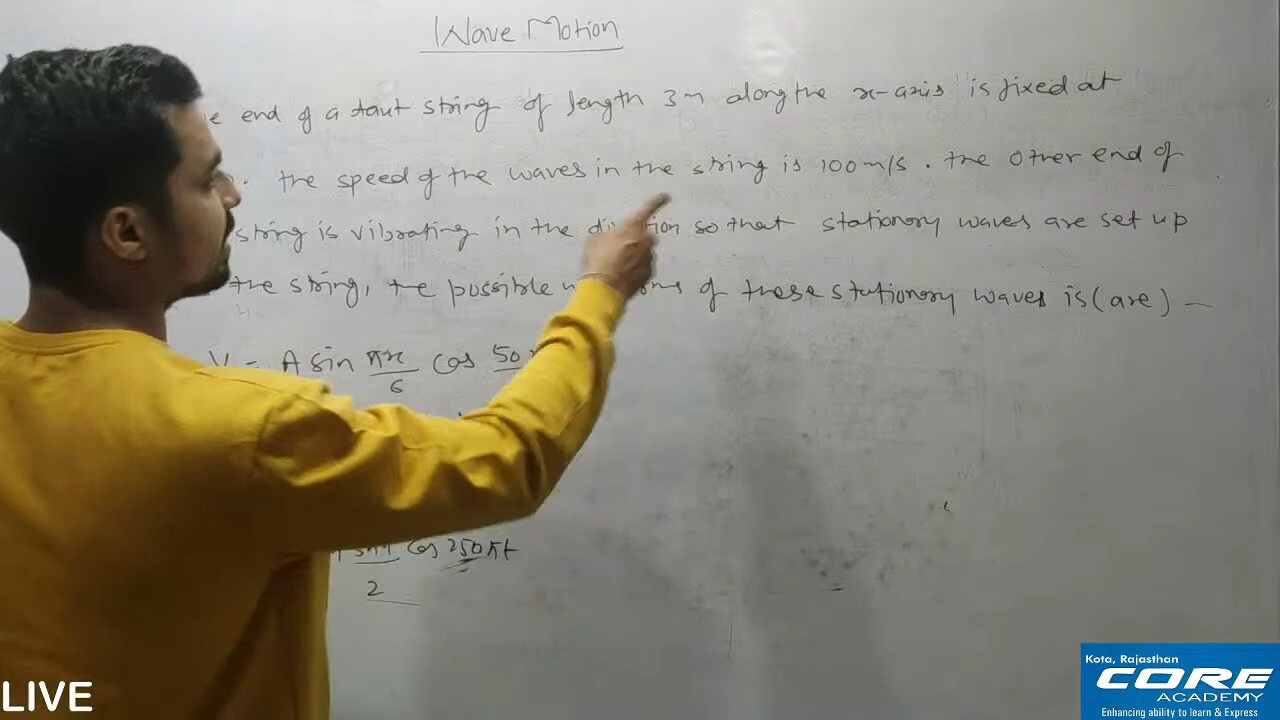 Wave Motion
e end of a taut string of length 3m along the x-axis is fixed at
the speed of the waves in the string is 100 m/s. the other end of
string is vibrating in the so that stationary waves are set up
the string, te possible of these stationary waves is (are) —
A sin πx/6 cos 50
cos 250πt
2
LIVE
Kota, Rajasthan
CORE
ACADEMY
Enhancing ability to learn & Express